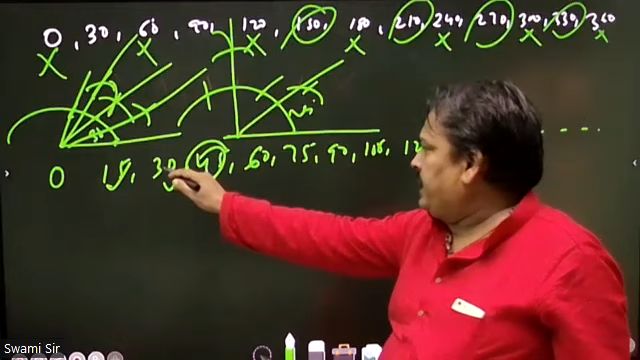 0, 30, 60, 90, 120, 150, 180, 210, 240, 270, 300, 330, 360
X X X X X X X
0 15, 30, 45, 60, 75, 90, 105, 12
Swami Sir